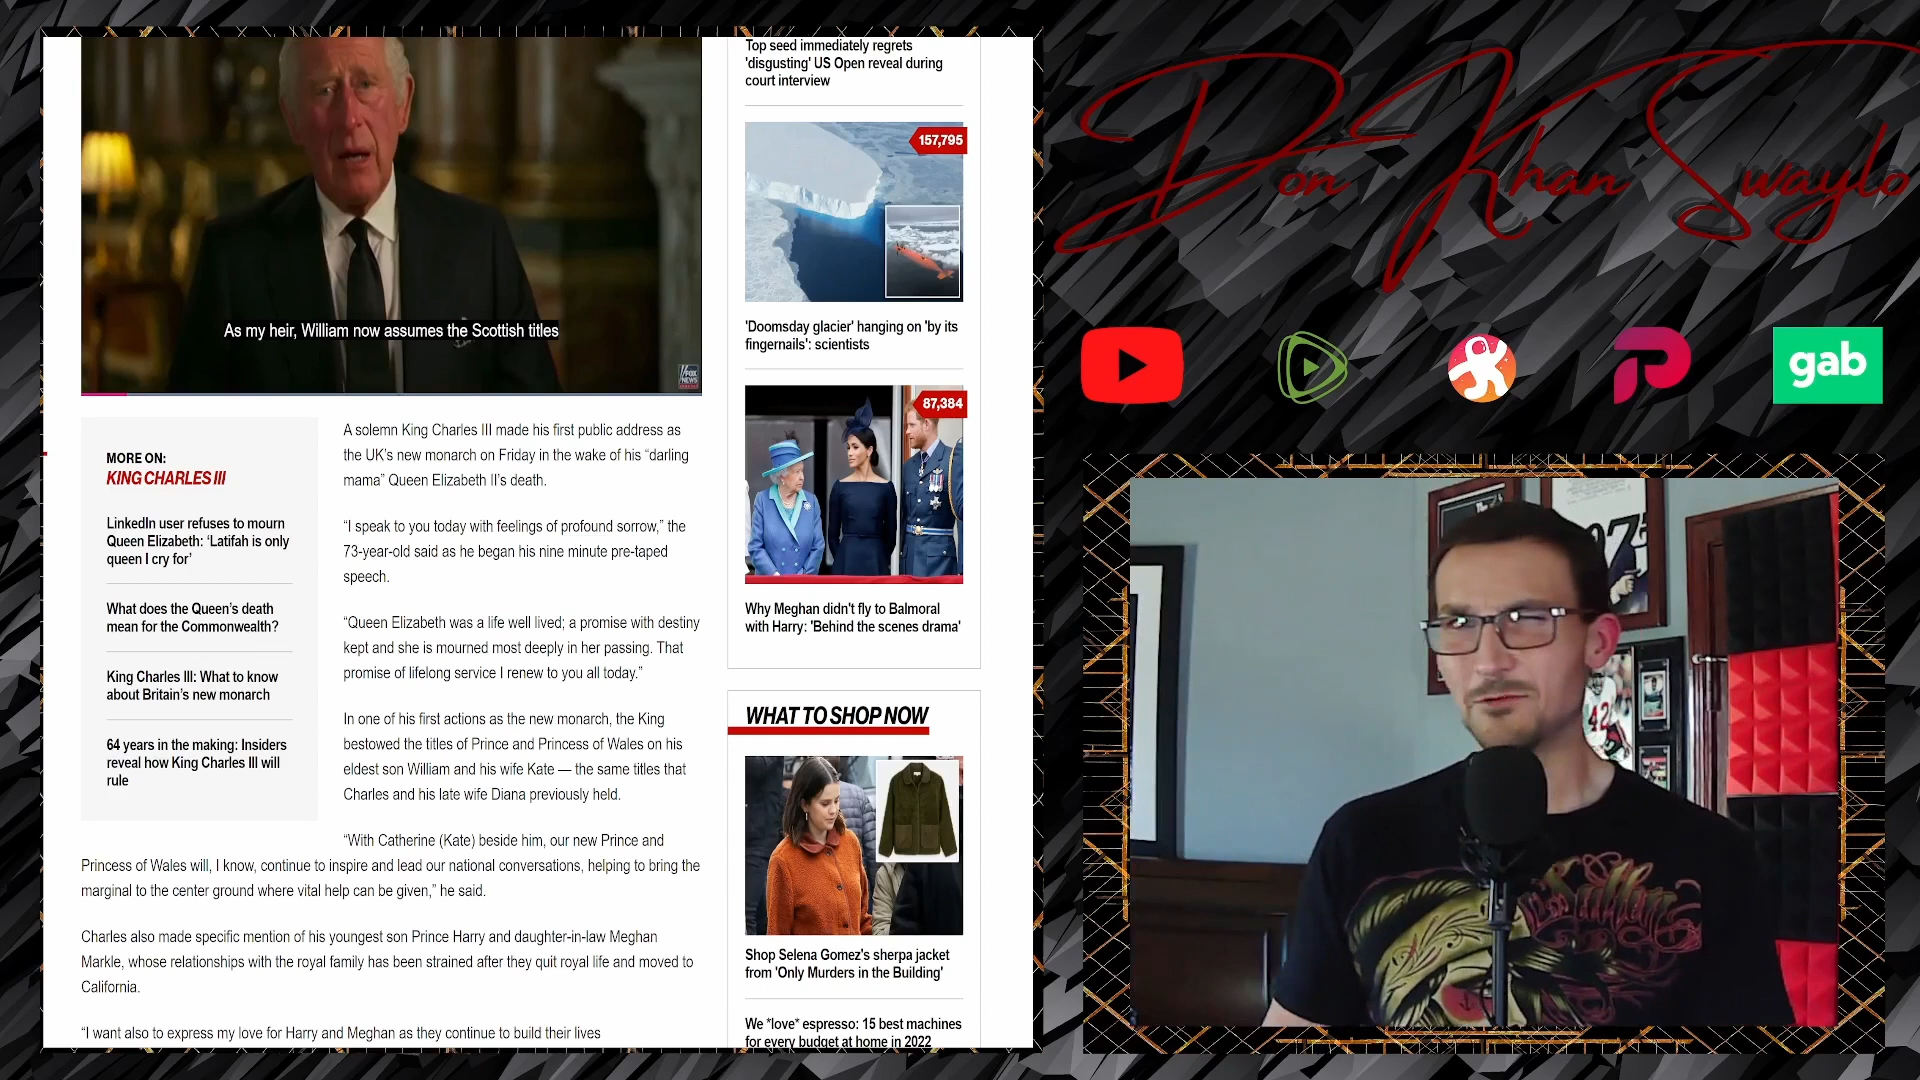 As my heir, William now assumes the Scottish titles
FOX
NEWS
MORE ON:
KING CHARLES III
LinkedIn user refuses to mourn
Queen Elizabeth: ‘Latifah is only
queen I cry for’
What does the Queen’s death
mean for the Commonwealth?
King Charles III: What to know
about Britain’s new monarch
64 years in the making: Insiders
reveal how King Charles III will
rule
A solemn King Charles III made his first public address as
the UK’s new monarch on Friday in the wake of his “darling
mama” Queen Elizabeth II’s death.
“I speak to you today with feelings of profound sorrow,” the
73-year-old said as he began his nine minute pre-taped
speech.
“Queen Elizabeth was a life well lived; a promise with destiny
kept and she is mourned most deeply in her passing. That
promise of lifelong service I renew to you all today.”
In one of his first actions as the new monarch, the King
bestowed the titles of Prince and Princess of Wales on his
eldest son William and his wife Kate — the same titles that
Charles and his late wife Diana previously held.
“With Catherine (Kate) beside him, our new Prince and
Princess of Wales will, I know, continue to inspire and lead our national conversations, helping to bring the
marginal to the center ground where vital help can be given,” he said.
Charles also made specific mention of his youngest son Prince Harry and daughter-in-law Meghan
Markle, whose relationships with the royal family has been strained after they quit royal life and moved to
California.
“I want also to express my love for Harry and Meghan as they continue to build their lives
Top seed immediately regrets
'disgusting' US Open reveal during
court interview
157,795
'Doomsday glacier' hanging on 'by its
fingernails': scientists
87,384
Why Meghan didn't fly to Balmoral
with Harry: 'Behind the scenes drama'
WHAT TO SHOP NOW
Shop Selena Gomez's sherpa jacket
from 'Only Murders in the Building'
We *love* espresso: 15 best machines
for every budget at home in 2022
Don Khan Swaylo
gab
42